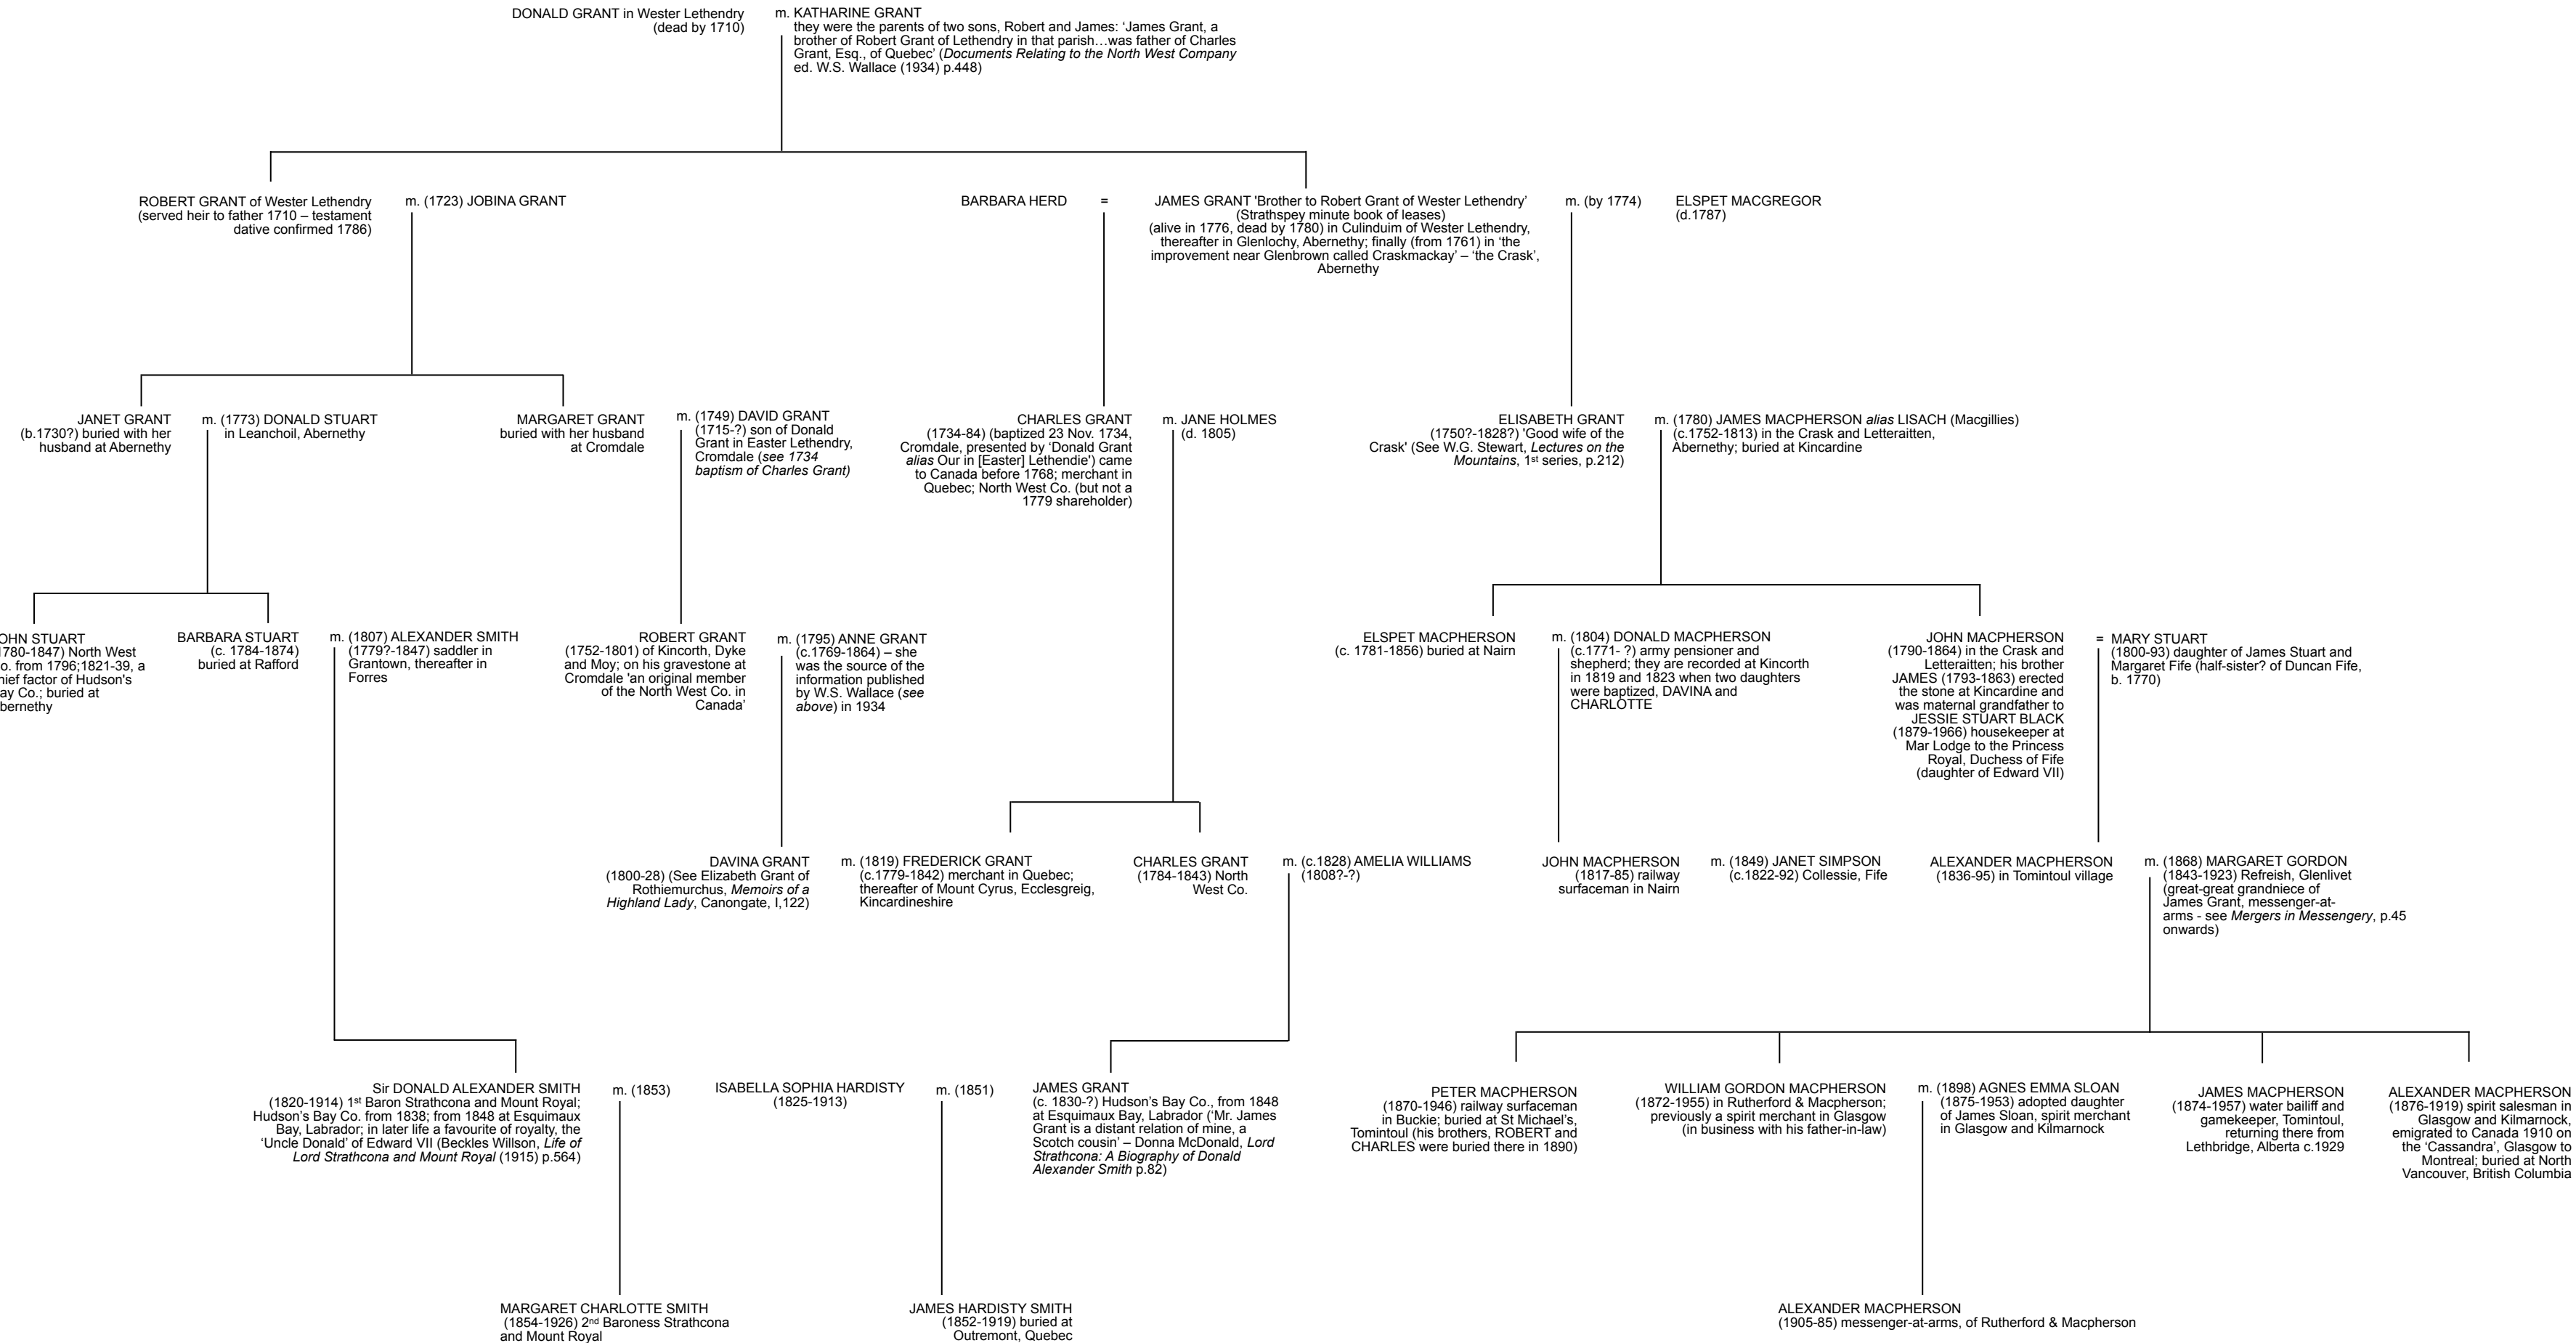 DONALD GRANT in Wester Lethendry
(dead by 1710)
m. KATHARINE GRANT
they were the parents of two sons, Robert and James: ‘James Grant, a
brother of Robert Grant of Lethendry in that parish…was father of Charles
Grant, Esq., of Quebec’ (Documents Relating to the North West Company
ed. W.S. Wallace (1934) p.448)
ROBERT GRANT of Wester Lethendry
(served heir to father 1710 – testament
dative confirmed 1786)
m. (1723) JOBINA GRANT
BARBARA HERD
=
JAMES GRANT 'Brother to Robert Grant of Wester Lethendry’
(Strathspey minute book of leases)
(alive in 1776, dead by 1780) in Culinduim of Wester Lethendry,
thereafter in Glenlochy, Abernethy; finally (from 1761) in ‘the
improvement near Glenbrown called Craskmackay’ – ‘the Crask’,
Abernethy
m. (by 1774)
ELSPET MACGREGOR
(d.1787)
JANET GRANT
(b.1730?) buried with her
husband at Abernethy
m. (1773) DONALD STUART
in Leanchoil, Abernethy
MARGARET GRANT
buried with her husband
at Cromdale
m. (1749) DAVID GRANT
(1715-?) son of Donald
Grant in Easter Lethendry,
Cromdale (see 1734
baptism of Charles Grant)
CHARLES GRANT
(1734-84) (baptized 23 Nov. 1734,
Cromdale, presented by ‘Donald Grant
alias Our in [Easter] Lethendie') came
to Canada before 1768; merchant in
Quebec; North West Co. (but not a
1779 shareholder)
m. JANE HOLMES
(d. 1805)
ELISABETH GRANT
(1750?-1828?) 'Good wife of the
Crask' (See W.G. Stewart, Lectures on the
Mountains, 1st series, p.212)
m. (1780) JAMES MACPHERSON alias LISACH (Macgillies)
(c.1752-1813) in the Crask and Letteraitten,
Abernethy; buried at Kincardine
OHN STUART
1780-1847) North West
o. from 1796;1821-39, a
hief factor of Hudson's
ay Co.; buried at
bernethy
BARBARA STUART
(c. 1784-1874)
buried at Rafford
m. (1807) ALEXANDER SMITH
(1779?-1847) saddler in
Grantown, thereafter in
Forres
ROBERT GRANT
(1752-1801) of Kincorth, Dyke
and Moy; on his gravestone at
Cromdale 'an original member
of the North West Co. in
Canada’
m. (1795) ANNE GRANT
(c.1769-1864) – she
was the source of the
information published
by W.S. Wallace (see
above) in 1934
ELSPET MACPHERSON
(c. 1781-1856) buried at Nairn
m. (1804) DONALD MACPHERSON
(c.1771- ?) army pensioner and
shepherd; they are recorded at Kincorth
in 1819 and 1823 when two daughters
were baptized, DAVINA and
CHARLOTTE
JOHN MACPHERSON
(1790-1864) in the Crask and
Letteraitten; his brother
JAMES (1793-1863) erected
the stone at Kincardine and
was maternal grandfather to
JESSIE STUART BLACK
(1879-1966) housekeeper at
Mar Lodge to the Princess
Royal, Duchess of Fife
(daughter of Edward VII)
= MARY STUART
(1800-93) daughter of James Stuart and
Margaret Fife (half-sister? of Duncan Fife,
b. 1770)
DAVINA GRANT
(1800-28) (See Elizabeth Grant of
Rothiemurchus, Memoirs of a
Highland Lady, Canongate, I,122)
m. (1819) FREDERICK GRANT
(c.1779-1842) merchant in Quebec;
thereafter of Mount Cyrus, Ecclesgreig,
Kincardineshire
CHARLES GRANT
(1784-1843) North
West Co.
m. (c.1828) AMELIA WILLIAMS
(1808?-?)
JOHN MACPHERSON
(1817-85) railway
surfaceman in Nairn
m. (1849) JANET SIMPSON
(c.1822-92) Collessie, Fife
ALEXANDER MACPHERSON
(1836-95) in Tomintoul village
m. (1868) MARGARET GORDON
(1843-1923) Refreish, Glenlivet
(great-great grandniece of
James Grant, messenger-at-
arms - see Mergers in Messengery, p.45
onwards)
Sir DONALD ALEXANDER SMITH
(1820-1914) 1st Baron Strathcona and Mount Royal;
Hudson’s Bay Co. from 1838; from 1848 at Esquimaux
Bay, Labrador; in later life a favourite of royalty, the
‘Uncle Donald’ of Edward VII (Beckles Willson, Life of
Lord Strathcona and Mount Royal (1915) p.564)
m. (1853)
ISABELLA SOPHIA HARDISTY
(1825-1913)
m. (1851)
JAMES GRANT
(c. 1830-?) Hudson’s Bay Co., from 1848
at Esquimaux Bay, Labrador (‘Mr. James
Grant is a distant relation of mine, a
Scotch cousin’ – Donna McDonald, Lord
Strathcona: A Biography of Donald
Alexander Smith p.82)
PETER MACPHERSON
(1870-1946) railway surfaceman
in Buckie; buried at St Michael’s,
Tomintoul (his brothers, ROBERT and
CHARLES were buried there in 1890)
WILLIAM GORDON MACPHERSON
(1872-1955) in Rutherford & Macpherson;
previously a spirit merchant in Glasgow
(in business with his father-in-law)
m. (1898) AGNES EMMA SLOAN
(1875-1953) adopted daughter
of James Sloan, spirit merchant
in Glasgow and Kilmarnock
JAMES MACPHERSON
(1874-1957) water bailiff and
gamekeeper, Tomintoul,
returning there from
Lethbridge, Alberta c.1929
ALEXANDER MACPHERSON
(1876-1919) spirit salesman in
Glasgow and Kilmarnock,
emigrated to Canada 1910 on
the ‘Cassandra’, Glasgow to
Montreal; buried at North
Vancouver, British Columbia
MARGARET CHARLOTTE SMITH
(1854-1926) 2nd Baroness Strathcona
and Mount Royal
JAMES HARDISTY SMITH
(1852-1919) buried at
Outremont, Quebec
ALEXANDER MACPHERSON
(1905-85) messenger-at-arms, of Rutherford & Macpherson